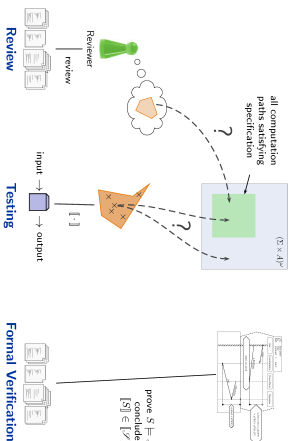 Review
Reviewer
review
all computation
paths satisfying
specification
?
?
(Σ × A)^ω
Testing
input →
→ output
⟦·⟧
Formal Verification
prove S ⊨
conclude